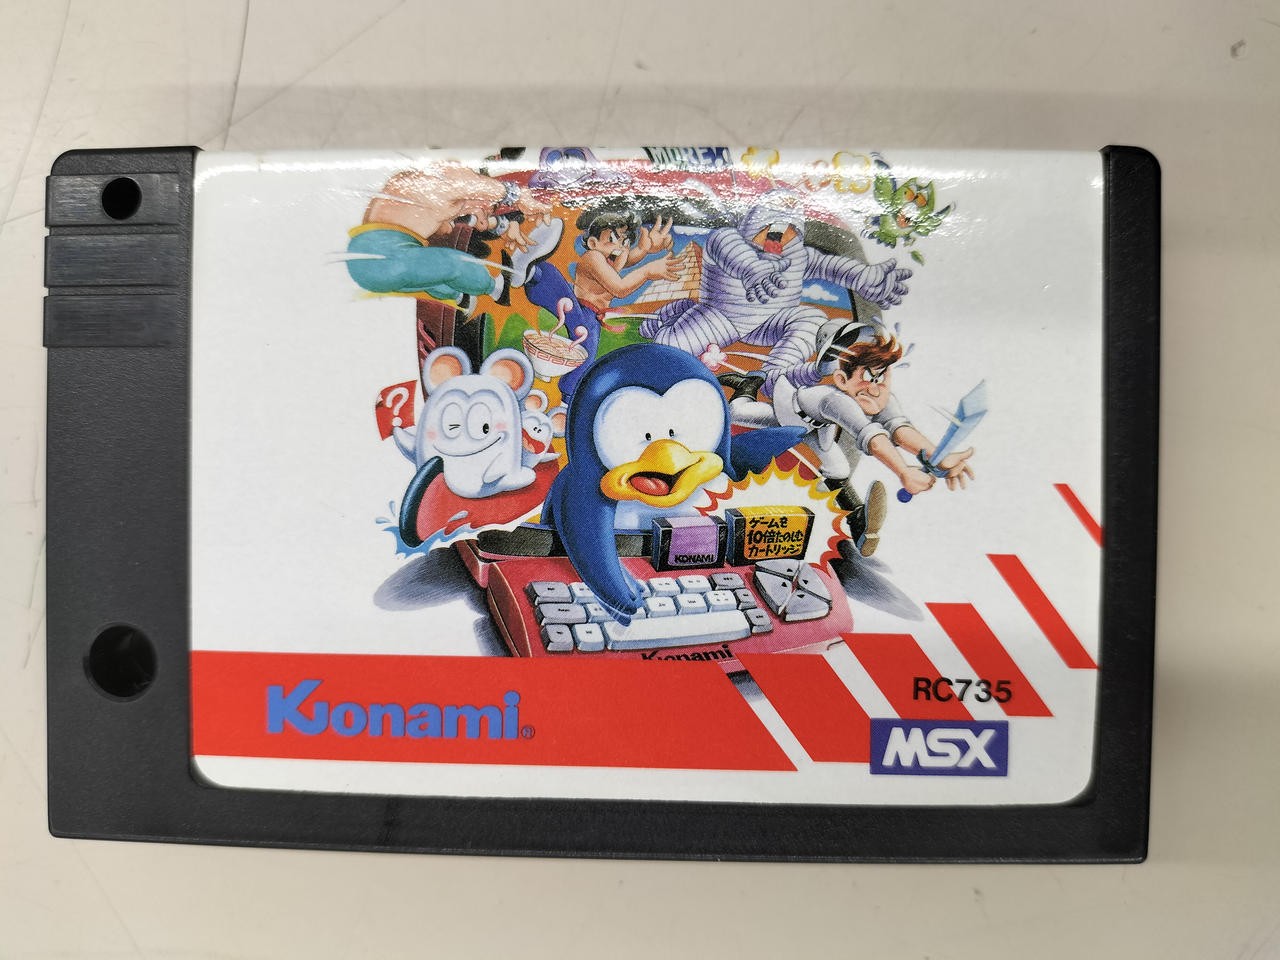 MORE!
?
KONAMI
ゲームを
10倍たのしむ
カートリッジ
Konami
Konami®
RC735
MSX